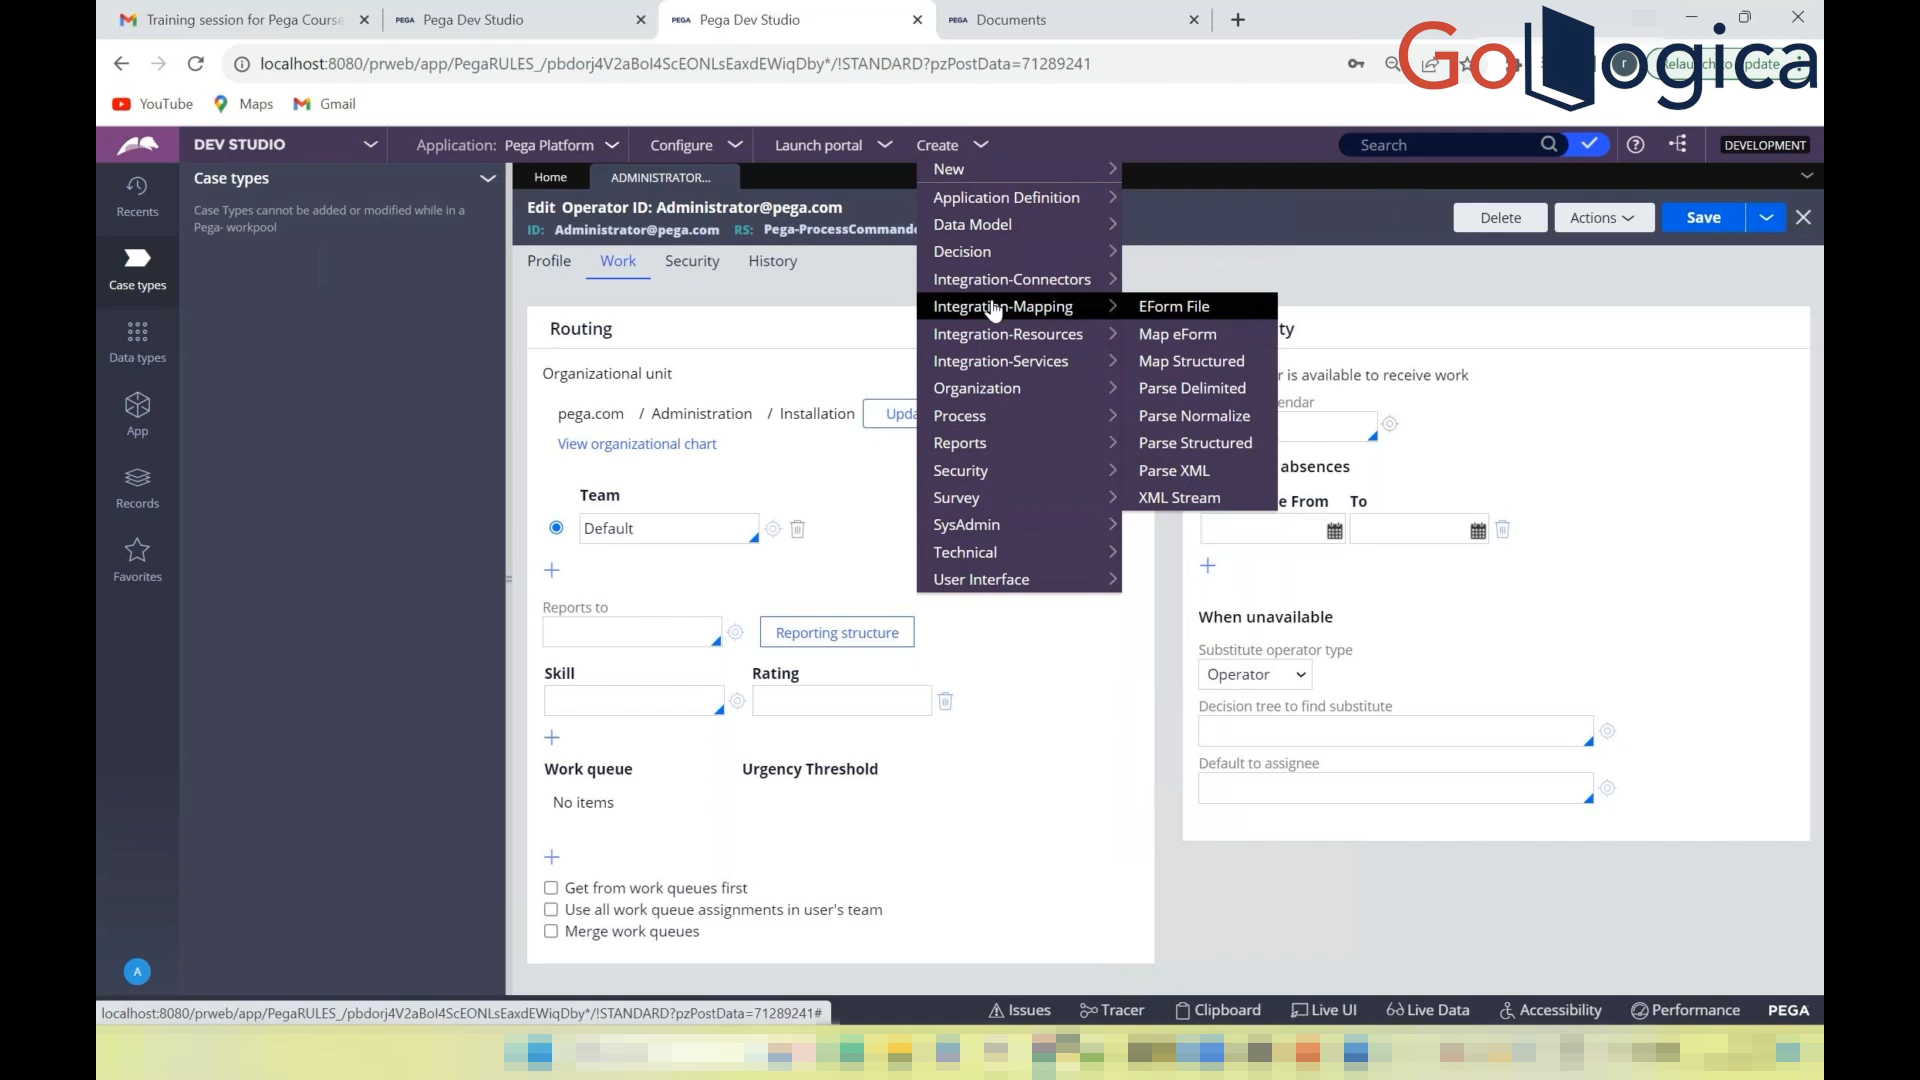 Training session for Pega Course
Pega Dev Studio
Pega Dev Studio
Documents
GoLogica
localhost:8080/prweb/app/PegaRULES_/pbdorj4V2aBoI4ScEONLsEaxdEWiqDby*/!STANDARD?pzPostData=71289241
Relaunch to update
YouTube
Maps
Gmail
DEV STUDIO
Application: Pega Platform
Configure
Launch portal
Create
Search
DEVELOPMENT
Recents
Case types
Data types
App
Records
Favorites
A
Case types
Case Types cannot be added or modified while in a
Pega- workpool
Home
ADMINISTRATOR...
Edit Operator ID: Administrator@pega.com
ID: Administrator@pega.com RS: Pega-ProcessCommande
Delete
Actions
Save
Profile
Work
Security
History
New
Application Definition
Data Model
Decision
Integration-Connectors
Integration-Mapping
Integration-Resources
Integration-Services
Organization
Process
Reports
Security
Survey
SysAdmin
Technical
User Interface
EForm File
Map eForm
Map Structured
Parse Delimited
Parse Normalize
Parse Structured
Parse XML
XML Stream
Routing
Organizational unit
pega.com / Administration / Installation
Upda
View organizational chart
Team
Default
Reports to
Reporting structure
Skill
Rating
Work queue
Urgency Threshold
No items
Get from work queues first
Use all work queue assignments in user's team
Merge work queues
ty
r is available to receive work
endar
absences
e From To
When unavailable
Substitute operator type
Operator
Decision tree to find substitute
Default to assignee
localhost:8080/prweb/app/PegaRULES_/pbdorj4V2aBoI4ScEONLsEaxdEWiqDby*/!STANDARD?pzPostData=71289241#
Issues
Tracer
Clipboard
Live UI
Live Data
Accessibility
Performance
PEGA